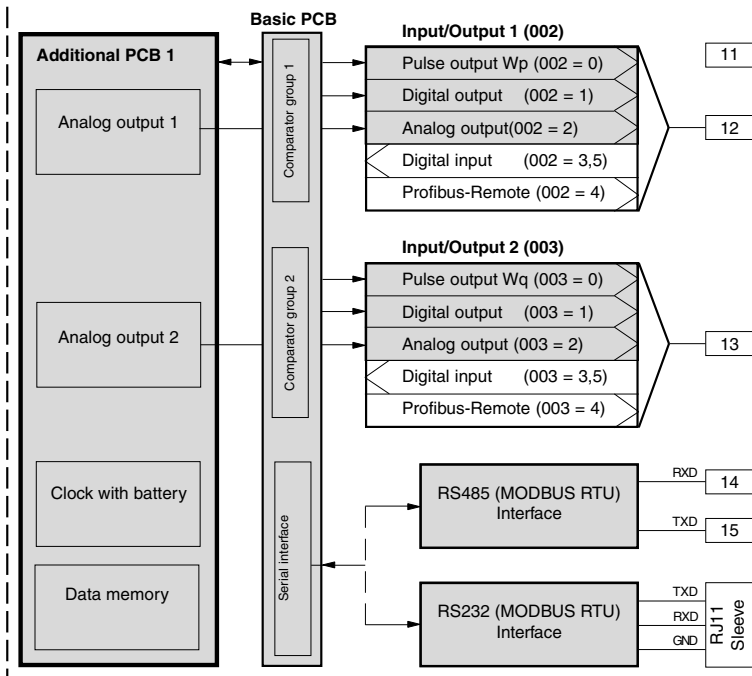 Basic PCB
Additional PCB 1
Analog output 1
Analog output 2
Clock with battery
Data memory
Comparator group 1
Comparator group 2
Serial interface
Input/Output 1 (002)
Pulse output Wp (002 = 0)
Digital output (002 = 1)
Analog output(002 = 2)
Digital input (002 = 3,5)
Profibus-Remote (002 = 4)
11
12
Input/Output 2 (003)
Pulse output Wq (003 = 0)
Digital output (003 = 1)
Analog output (003 = 2)
Digital input (003 = 3,5)
Profibus-Remote (003 = 4)
13
RS485 (MODBUS RTU)
Interface
RXD
14
TXD
15
RS232 (MODBUS RTU)
Interface
TXD
RXD
GND
RJ11
Sleeve